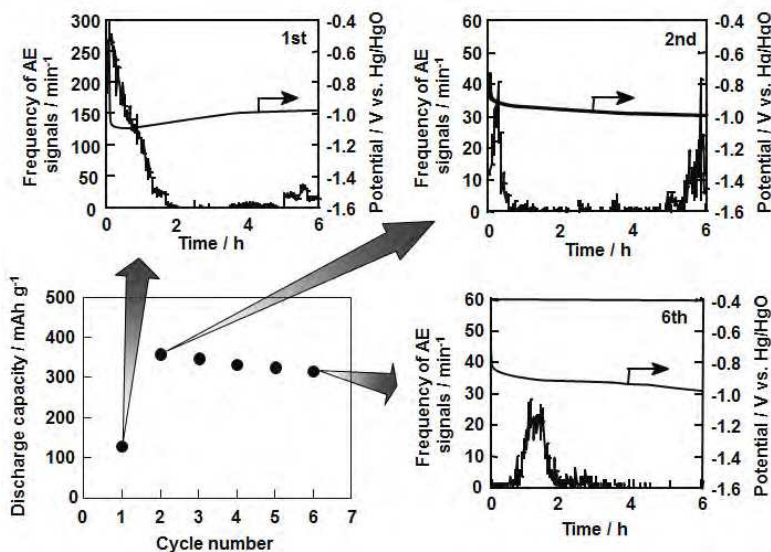 1st
Frequency of AE
signals / min-1
300
250
200
150
100
50
0
-0.4
-0.6
-0.8
-1.0
-1.2
-1.4
-1.6
Potential / V vs. Hg/HgO
0 2 4 6
Time / h
2nd
Frequency of AE
signals / min-1
60
50
40
30
20
10
0
-0.4
-0.6
-0.8
-1.0
-1.2
-1.4
-1.6
Potential / V vs. Hg/HgO
0 2 4 6
Time / h
Discharge capacity / mAh g-1
500
400
300
200
100
0
0 1 2 3 4 5 6 7
Cycle number
6th
Frequency of AE
signals / min-1
60
50
40
30
20
10
0
-0.4
-0.6
-0.8
-1.0
-1.2
-1.4
-1.6
Potential / V vs. Hg/HgO
0 2 4 6
Time / h